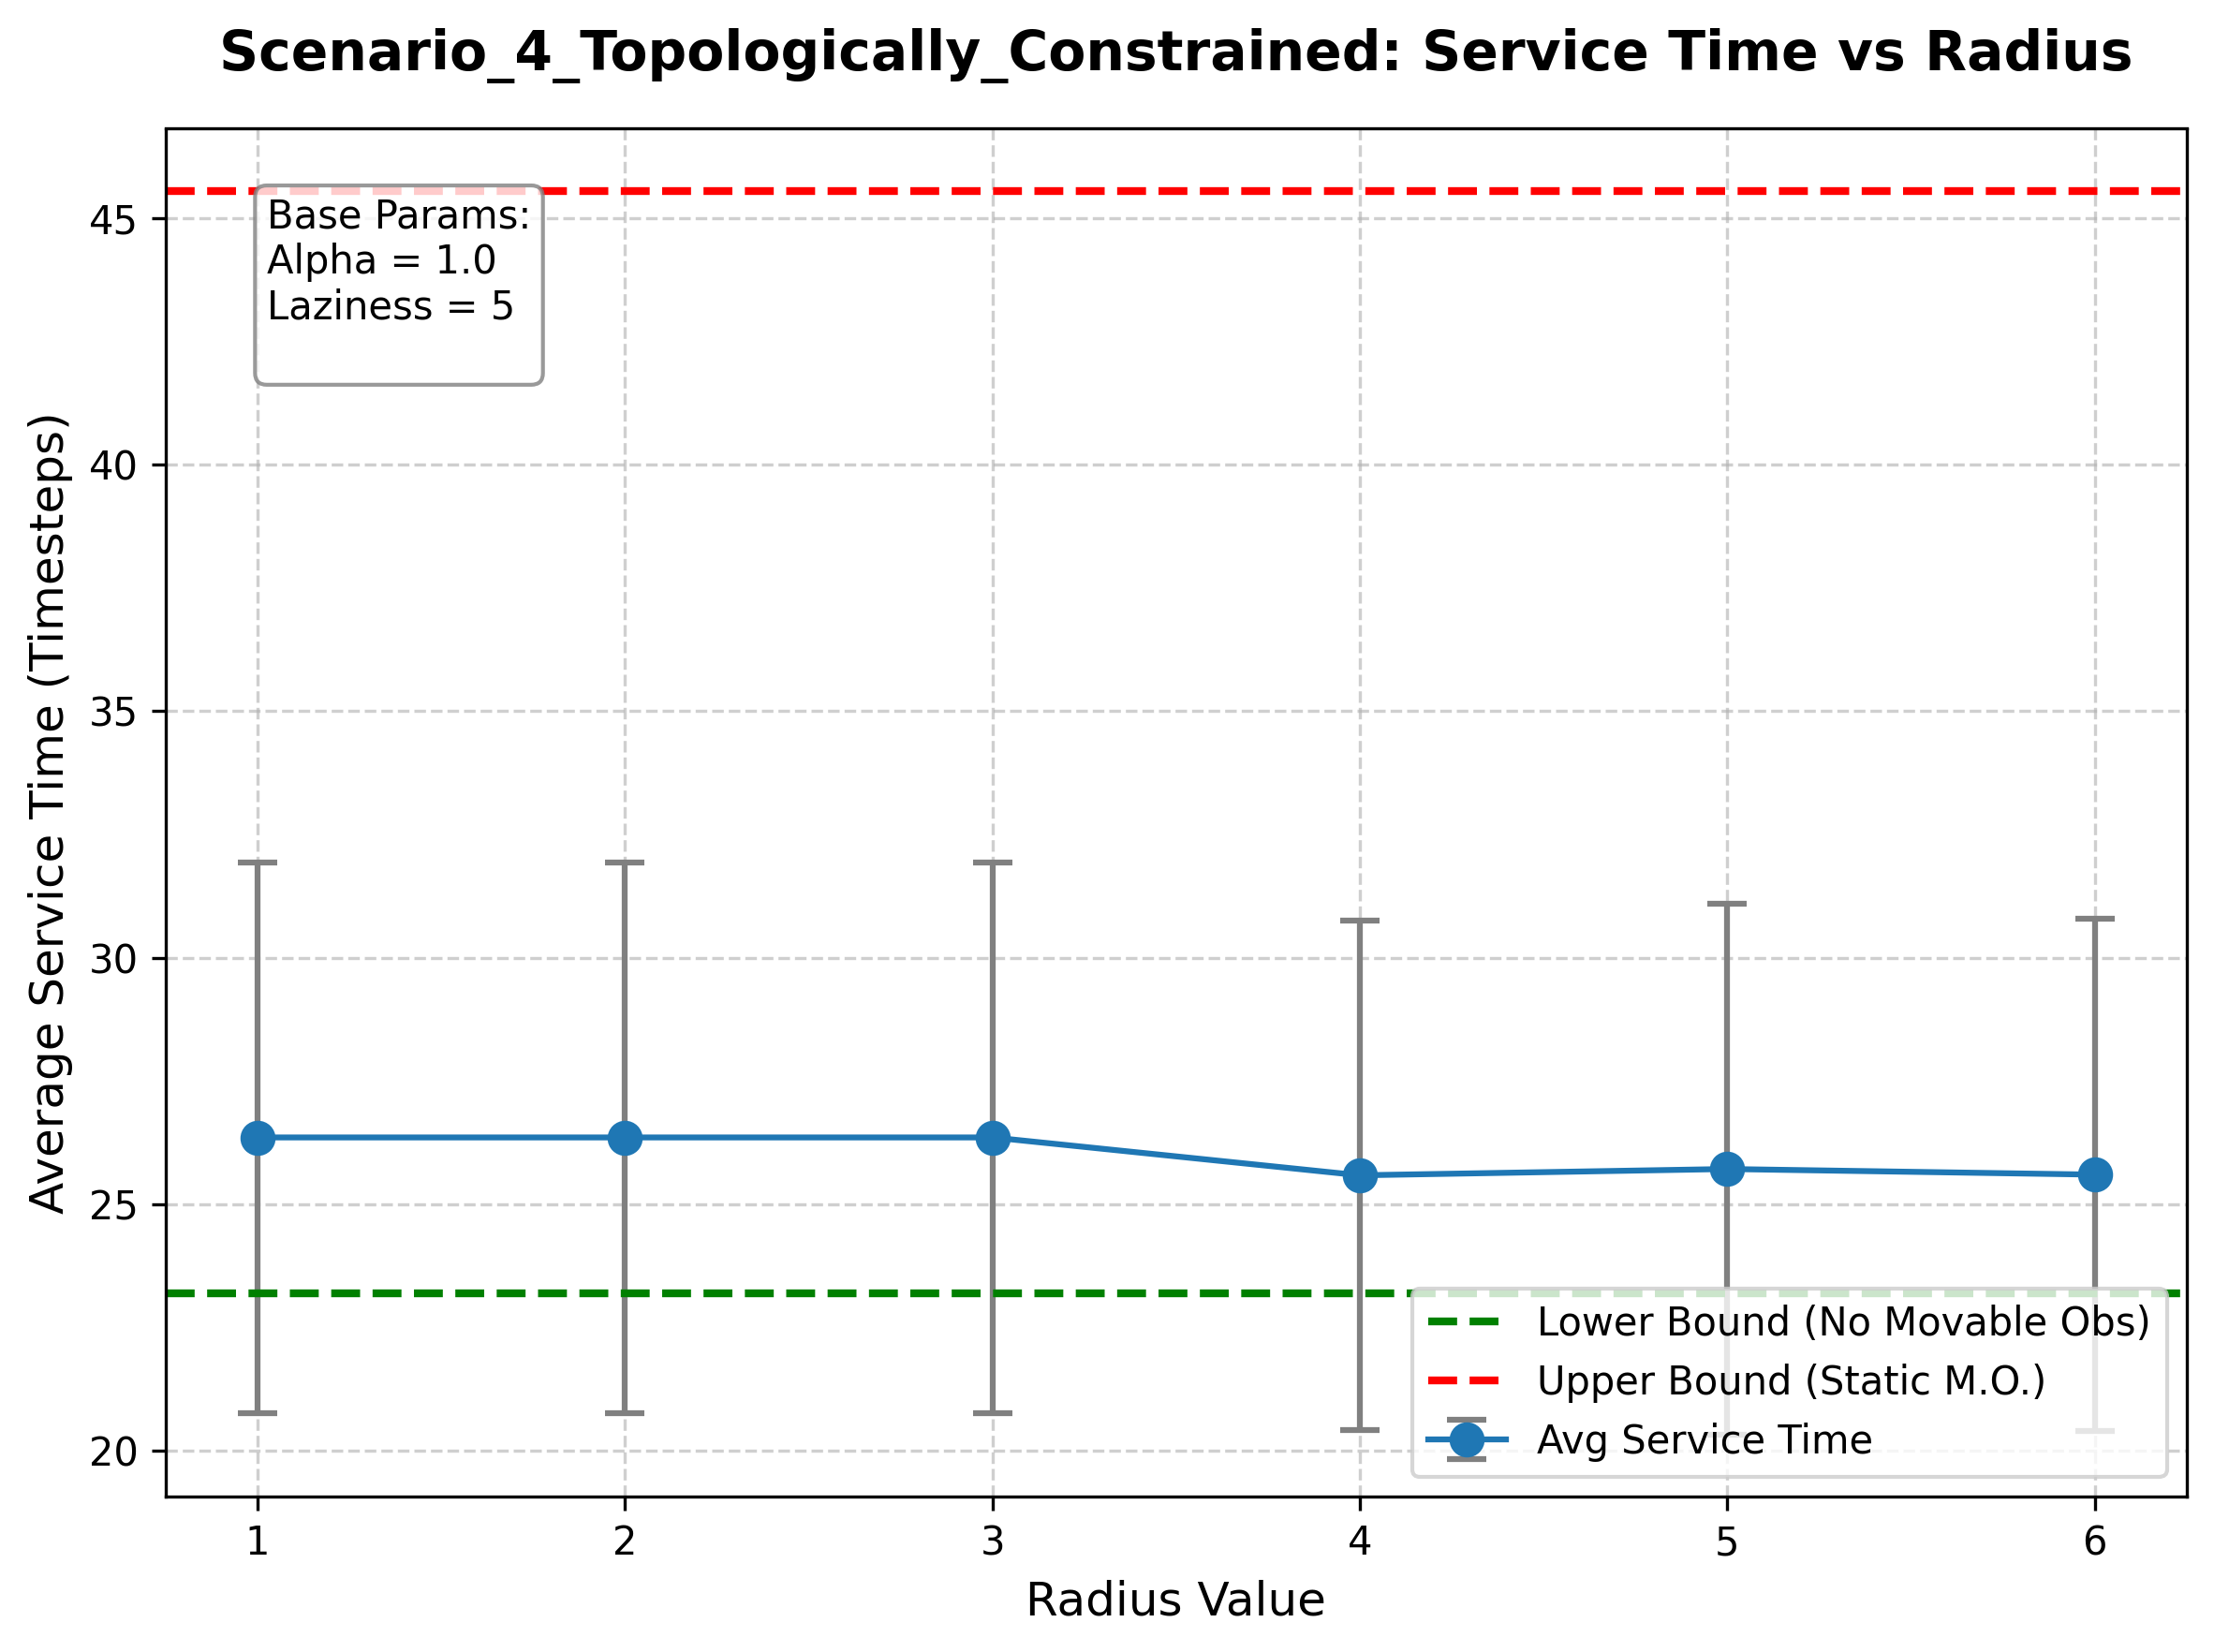 Scenario_4_Topologically_Constrained: Service Time vs Radius
Average Service Time (Timesteps)
45
40
35
30
25
20
Base Params:
Alpha = 1.0
Laziness = 5
Lower Bound (No Movable Obs)
Upper Bound (Static M.O.)
Avg Service Time
1 2 3 4 5 6
Radius Value